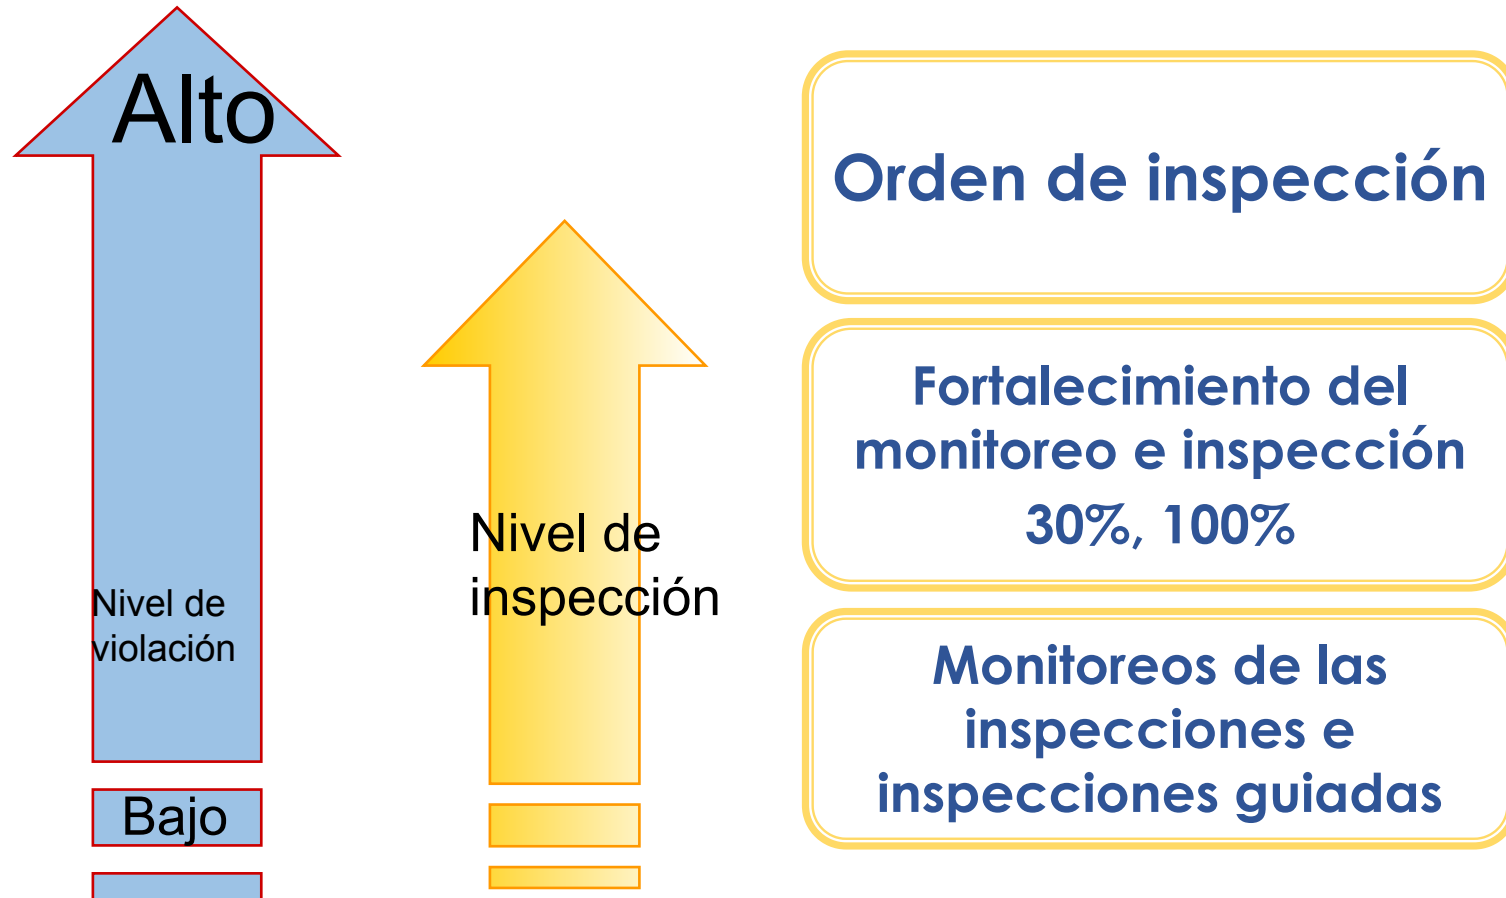 Alto
Nivel de
violación
Bajo
Nivel de
inspección
Orden de inspección
Fortalecimiento del
monitoreo e inspección
30%, 100%
Monitoreos de las
inspecciones e
inspecciones guiadas